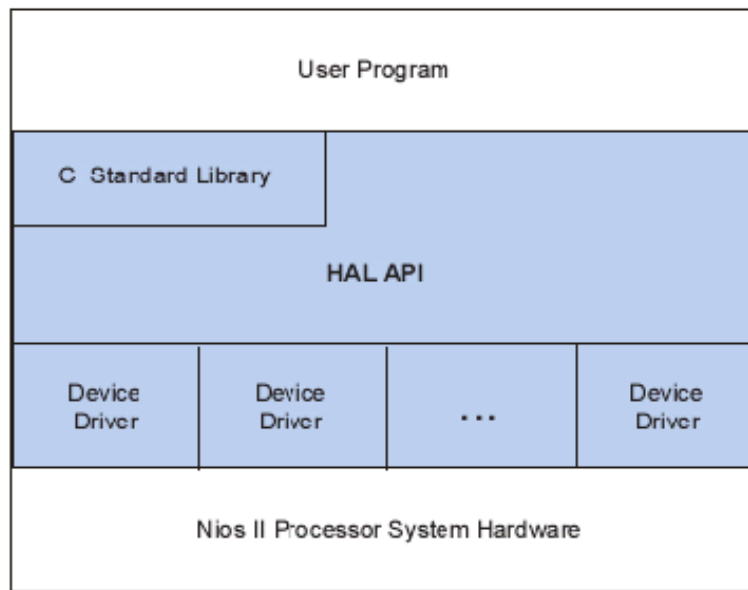 User Program
C Standard Library
HAL API
Device
Driver
Device
Driver
...
Device
Driver
Nios II Processor System Hardware